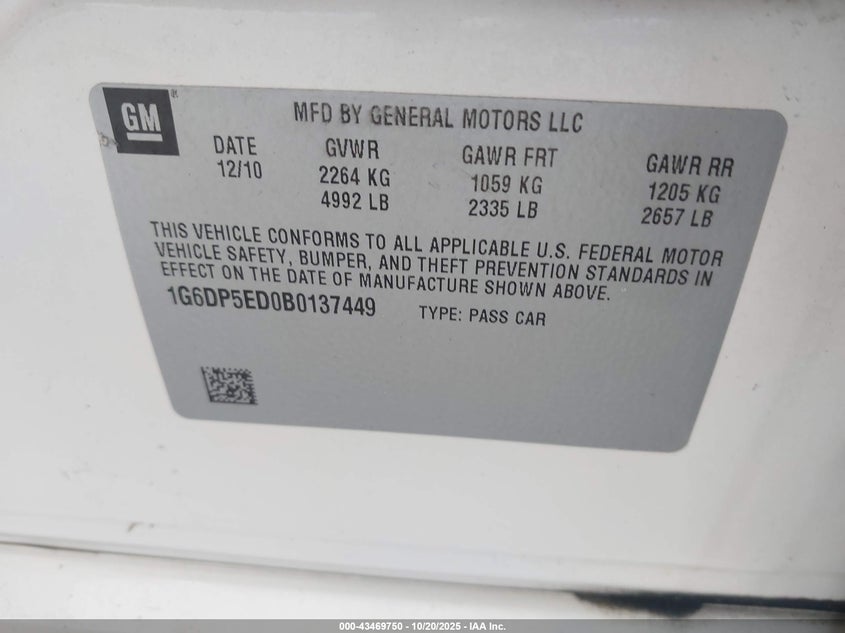 GM
MFD BY GENERAL MOTORS LLC
DATE GVWR GAWR FRT GAWR RR
12/10 2264 KG 1059 KG 1205 KG
4992 LB 2335 LB 2657 LB
THIS VEHICLE CONFORMS TO ALL APPLICABLE U.S. FEDERAL MOTOR
VEHICLE SAFETY, BUMPER, AND THEFT PREVENTION STANDARDS IN
EFFECT ON THE DATE OF MANUFACTURE SHOWN ABOVE.
1G6DP5ED0B0137449 TYPE: PASS CAR
000-43469750 - 10/20/2025 - IAA Inc.